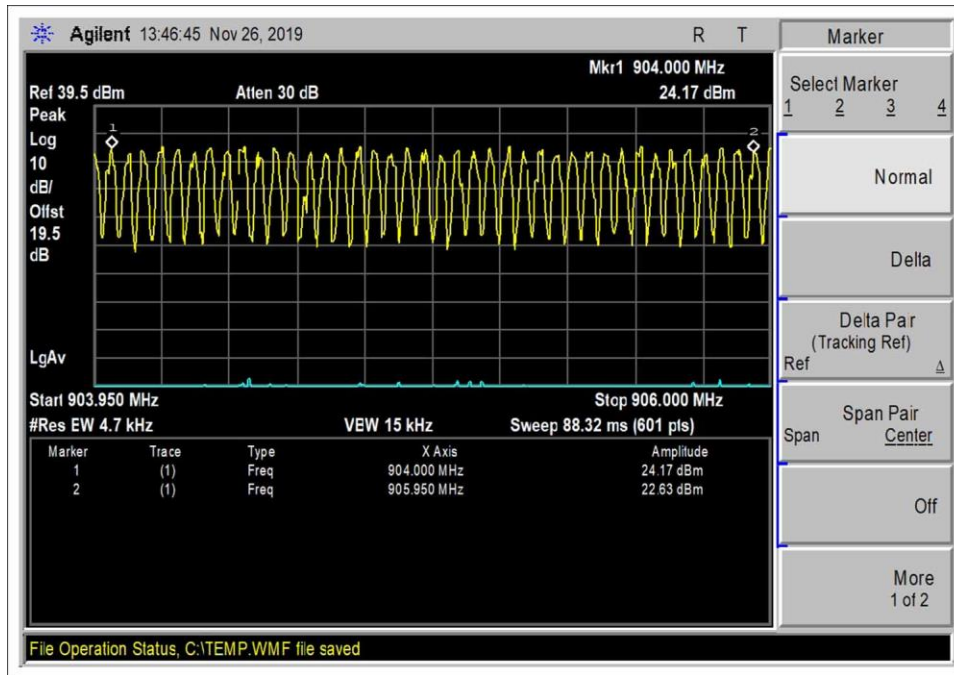 Agilent 13:46:45 Nov 26, 2019 R T
Mkr1 904.000 MHz
Ref 39.5 dBm Atten 30 dB 24.17 dBm
Peak
Log
10
dB/
Offst
19.5
dB
LgAv
1
2
Start 903.950 MHz Stop 906.000 MHz
#Res EW 4.7 kHz VEW 15 kHz Sweep 88.32 ms (601 pts)
Marker Trace Type X Axis Amplitude
1 (1) Freq 904.000 MHz 24.17 dBm
2 (1) Freq 905.950 MHz 22.63 dBm
File Operation Status, C:\TEMP.WMF file saved
Marker
Select Marker
1 2 3 4
Normal
Delta
Delta Pair
(Tracking Ref)
Ref Δ
Span Pair
Span Center
Off
More
1 of 2